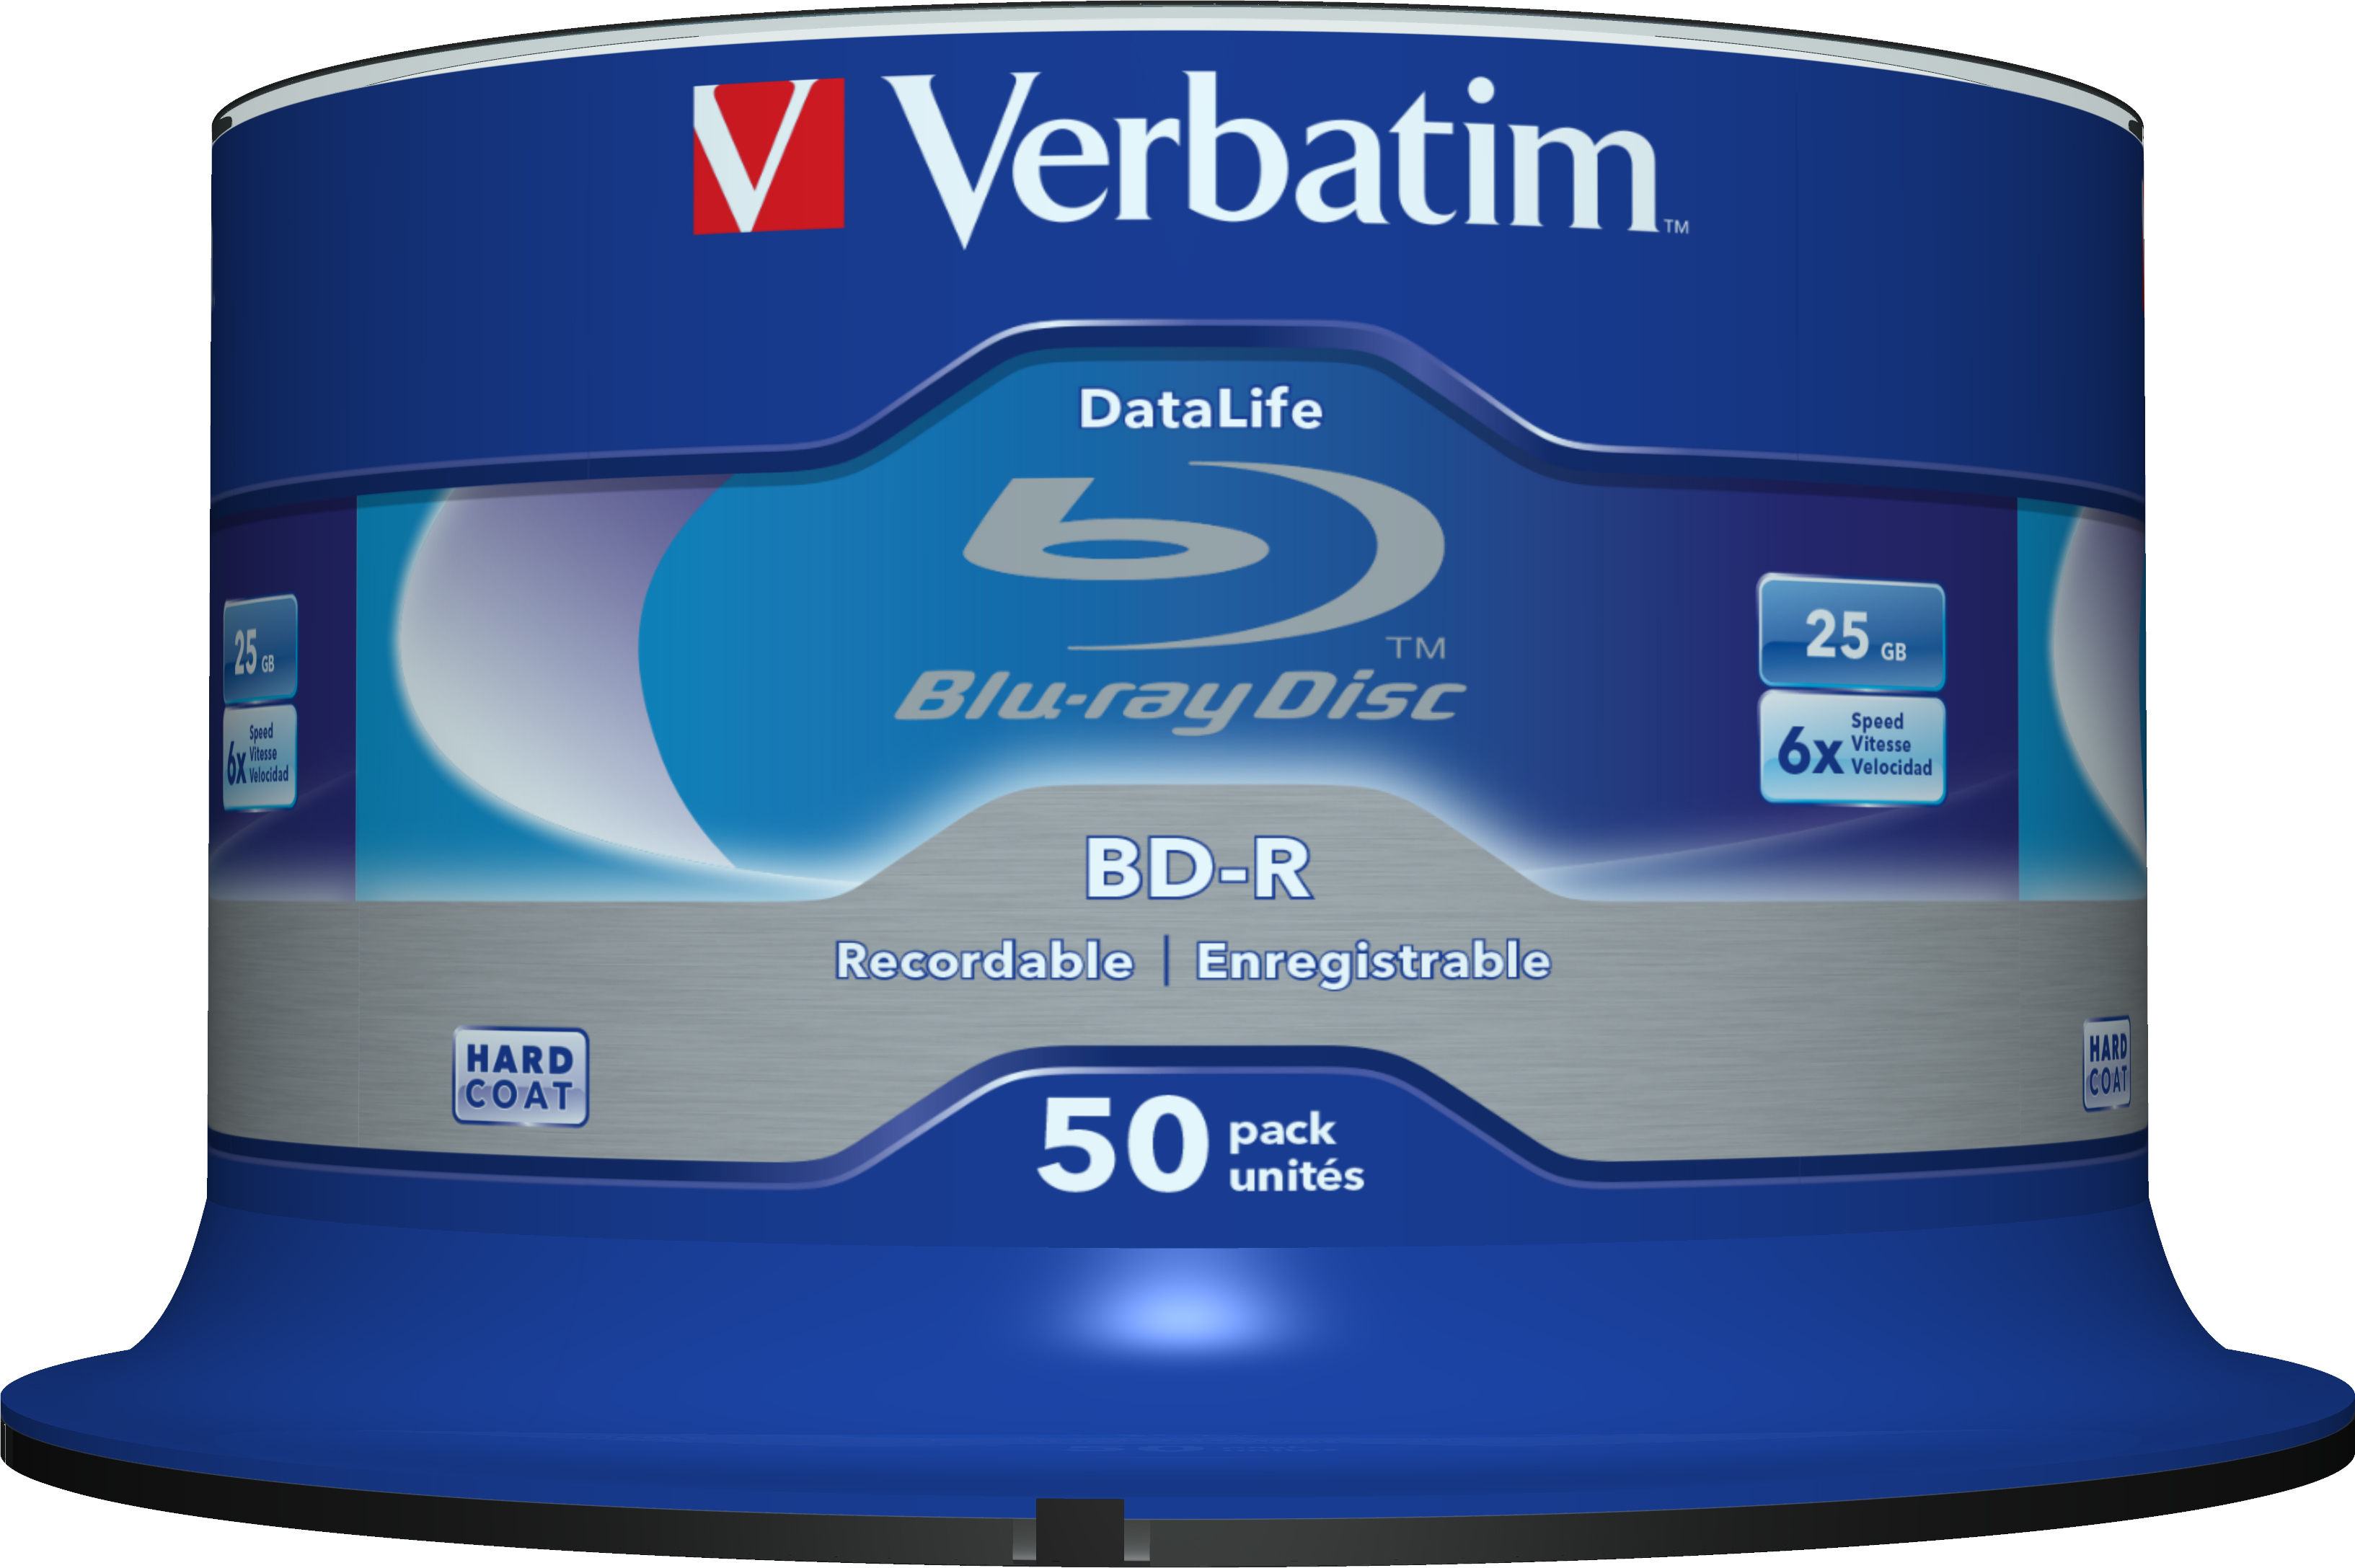 V Verbatim™
DataLife
Blu-ray Disc™
25 GB
6x Speed
Vitesse
Velocidad
25 GB
6x Speed
Vitesse
Velocidad
BD-R
Recordable | Enregistrable
HARD
COAT
HARD
COAT
50 pack
unités